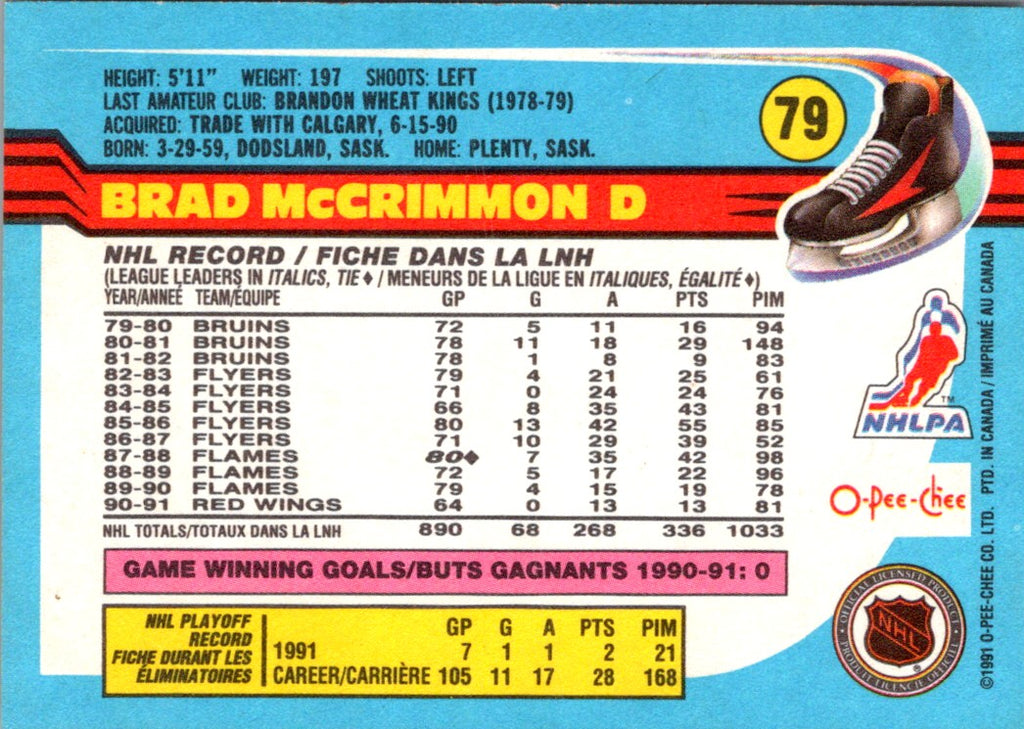 HEIGHT: 5'11" WEIGHT: 197 SHOOTS: LEFT
LAST AMATEUR CLUB: BRANDON WHEAT KINGS (1978-79)
ACQUIRED: TRADE WITH CALGARY, 6-15-90
BORN: 3-29-59, DODSLAND, SASK. HOME: PLENTY, SASK.
79
BRAD McCRIMMON D
NHL RECORD / FICHE DANS LA LNH
(LEAGUE LEADERS IN ITALICS, TIE♦ / MENEURS DE LA LIGUE EN ITALIQUES, ÉGALITÉ♦)
YEAR/ANNEÉ TEAM/ÉQUIPE GP G A PTS PIM
79-80 BRUINS 72 5 11 16 94
80-81 BRUINS 78 11 18 29 148
81-82 BRUINS 78 1 8 9 83
82-83 FLYERS 79 4 21 25 61
83-84 FLYERS 71 0 24 24 76
84-85 FLYERS 66 8 35 43 81
85-86 FLYERS 80 13 42 55 85
86-87 FLYERS 71 10 29 39 52
87-88 FLAMES 80♦ 7 35 42 98
88-89 FLAMES 72 5 17 22 96
89-90 FLAMES 79 4 15 19 78
90-91 RED WINGS 64 0 13 13 81
NHL TOTALS/TOTAUX DANS LA LNH 890 68 268 336 1033
GAME WINNING GOALS/BUTS GAGNANTS 1990-91: 0
NHL PLAYOFF
RECORD
FICHE DURANT LES
ÉLIMINATOIRES
GP G A PTS PIM
1991 7 1 1 2 21
CAREER/CARRIÈRE 105 11 17 28 168
TM
NHLPA
O-Pee-Chee
OFFICIAL LICENSED PRODUCT
NHL
®
PRODUIT LICENCIÉ OFFICIEL
©1991 O-PEE-CHEE CO. LTD. PTD. IN CANADA / IMPRIMÉ AU CANADA